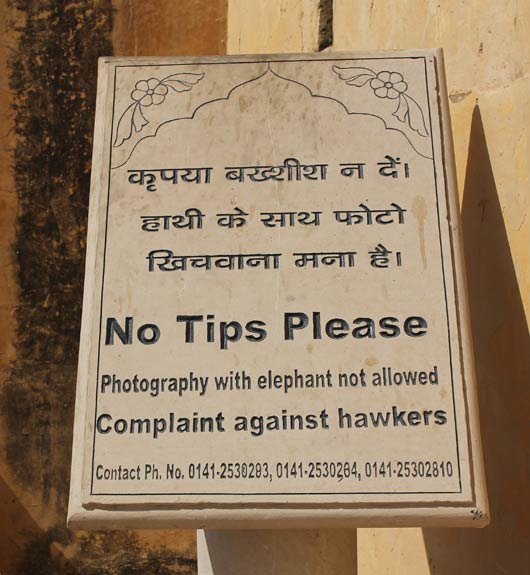 कृपया बख्शीश न दें।
हाथी के साथ फोटो
खिचवाना मना है।
No Tips Please
Photography with elephant not allowed
Complaint against hawkers
Contact Ph. No. 0141-2530293, 0141-2530264, 0141-25302810